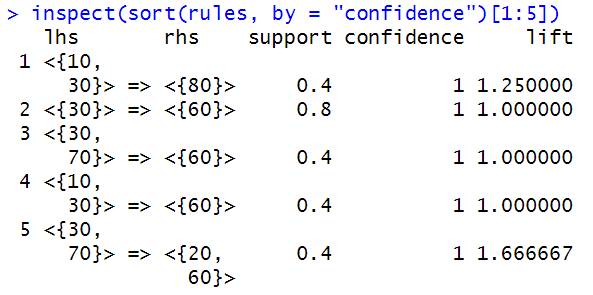 > inspect(sort(rules, by = "confidence")[1:5])
lhs rhs support confidence lift
1 <{10,
30}> => <{80}> 0.4 1 1.250000
2 <{30}> => <{60}> 0.8 1 1.000000
3 <{30,
70}> => <{60}> 0.4 1 1.000000
4 <{10,
30}> => <{60}> 0.4 1 1.000000
5 <{30,
70}> => <{20, 0.4 1 1.666667
60}>